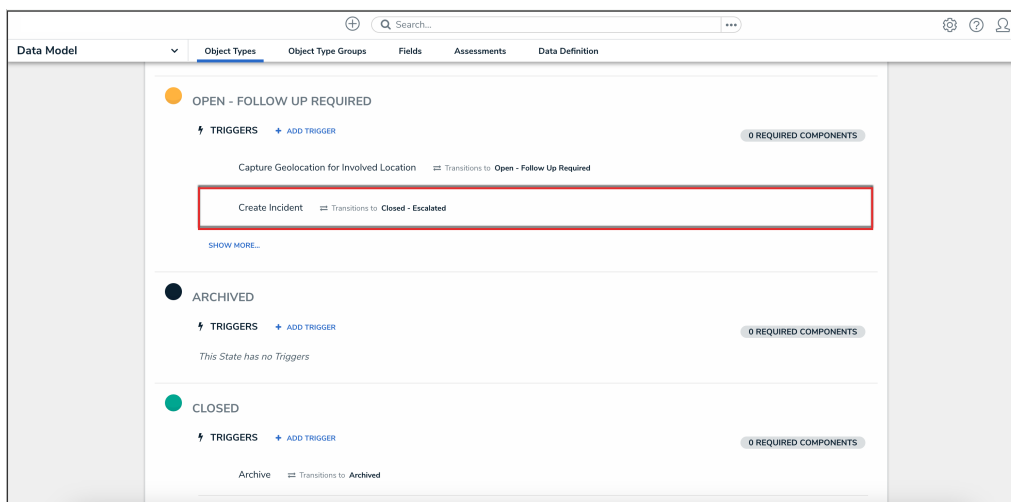 Search...
Data Model
Object Types Object Type Groups Fields Assessments Data Definition
OPEN - FOLLOW UP REQUIRED
TRIGGERS + ADD TRIGGER
0 REQUIRED COMPONENTS
Capture Geolocation for Involved Location Transitions to Open - Follow Up Required
Create Incident Transitions to Closed - Escalated
SHOW MORE...
ARCHIVED
TRIGGERS + ADD TRIGGER
0 REQUIRED COMPONENTS
This State has no Triggers
CLOSED
TRIGGERS + ADD TRIGGER
0 REQUIRED COMPONENTS
Archive Transitions to Archived